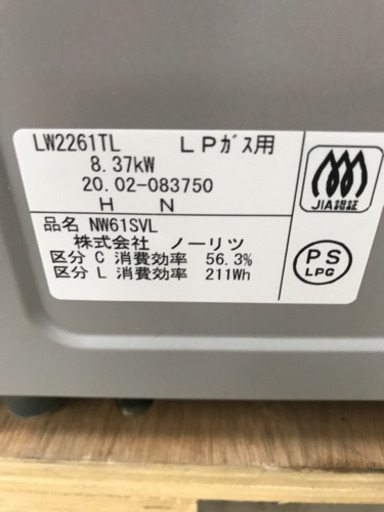 LW2261TL LPガス用
8.37kW
20.02-083750
H N
JIA認証
品名 NW61SVL
株式会社 ノーリツ
区分 C 消費効率 56.3%
区分 L 消費効率 211Wh
PS
LPG